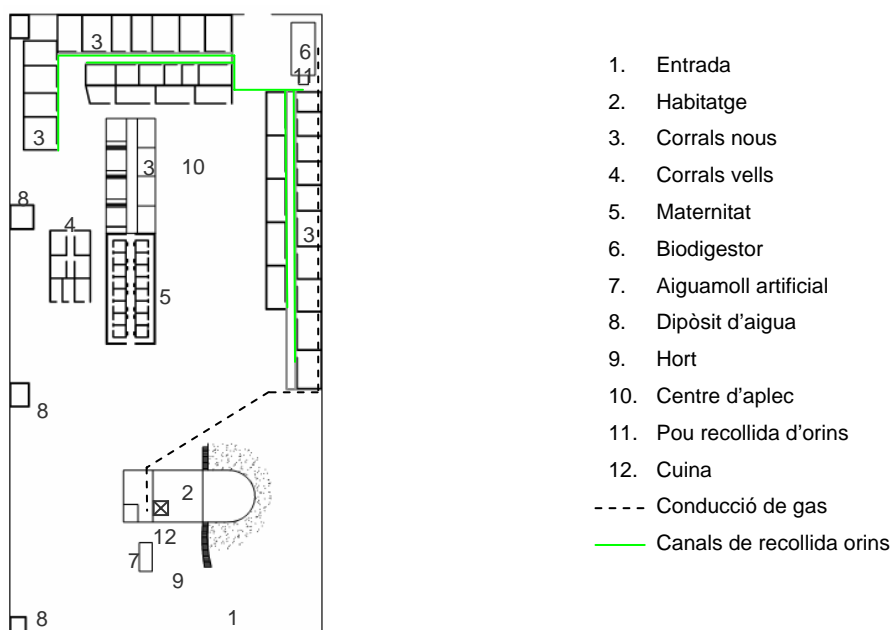 3
6
11
3
3
10
8
4
3
5
8
2
12
7
9
8
1
1. Entrada
2. Habitatge
3. Corrals nous
4. Corrals vells
5. Maternitat
6. Biodigestor
7. Aiguamoll artificial
8. Dipòsit d'aigua
9. Hort
10. Centre d'aplec
11. Pou recollida d'orins
12. Cuina
Conducció de gas
Canals de recollida orins